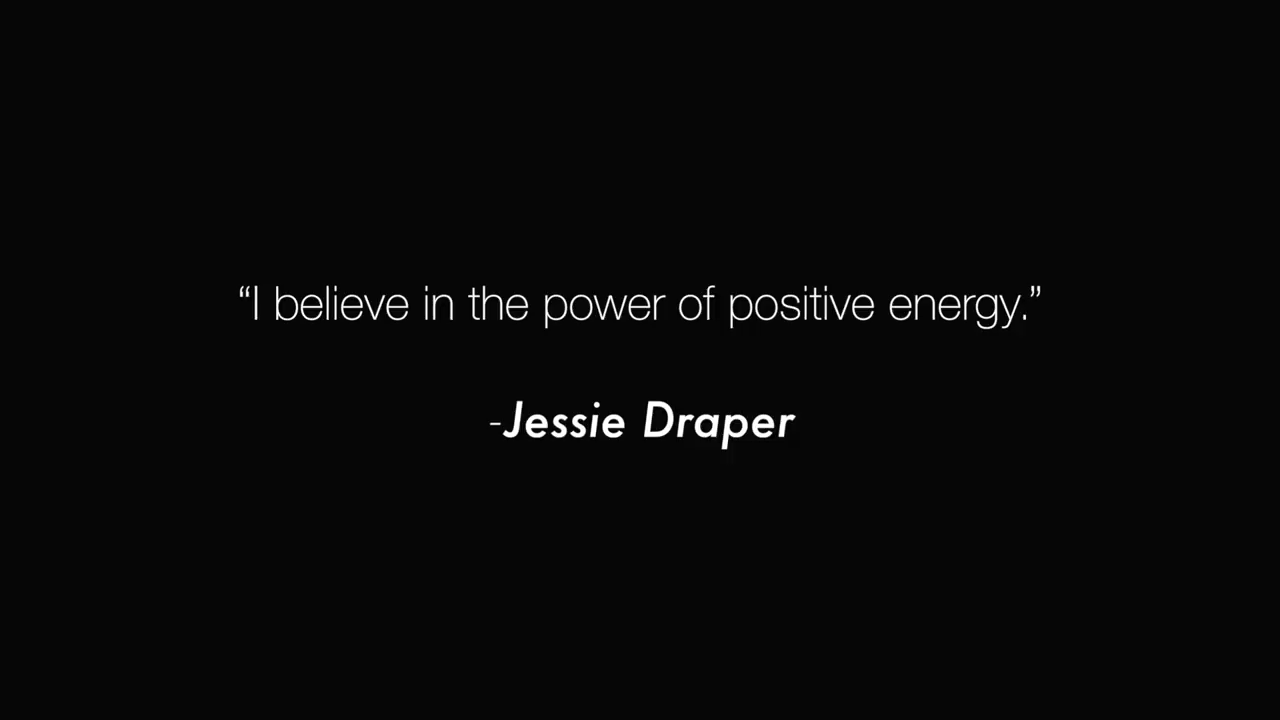 “I believe in the power of positive energy.”
-Jessie Draper